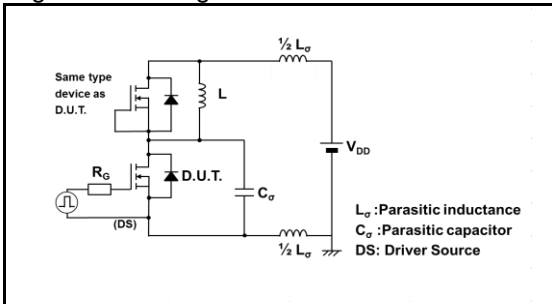 ½ Lσ
Same type
device as
D.U.T.
L
VDD
RG
D.U.T.
Cσ
(DS)
½ Lσ
Lσ :Parasitic inductance
Cσ :Parasitic capacitor
DS: Driver Source